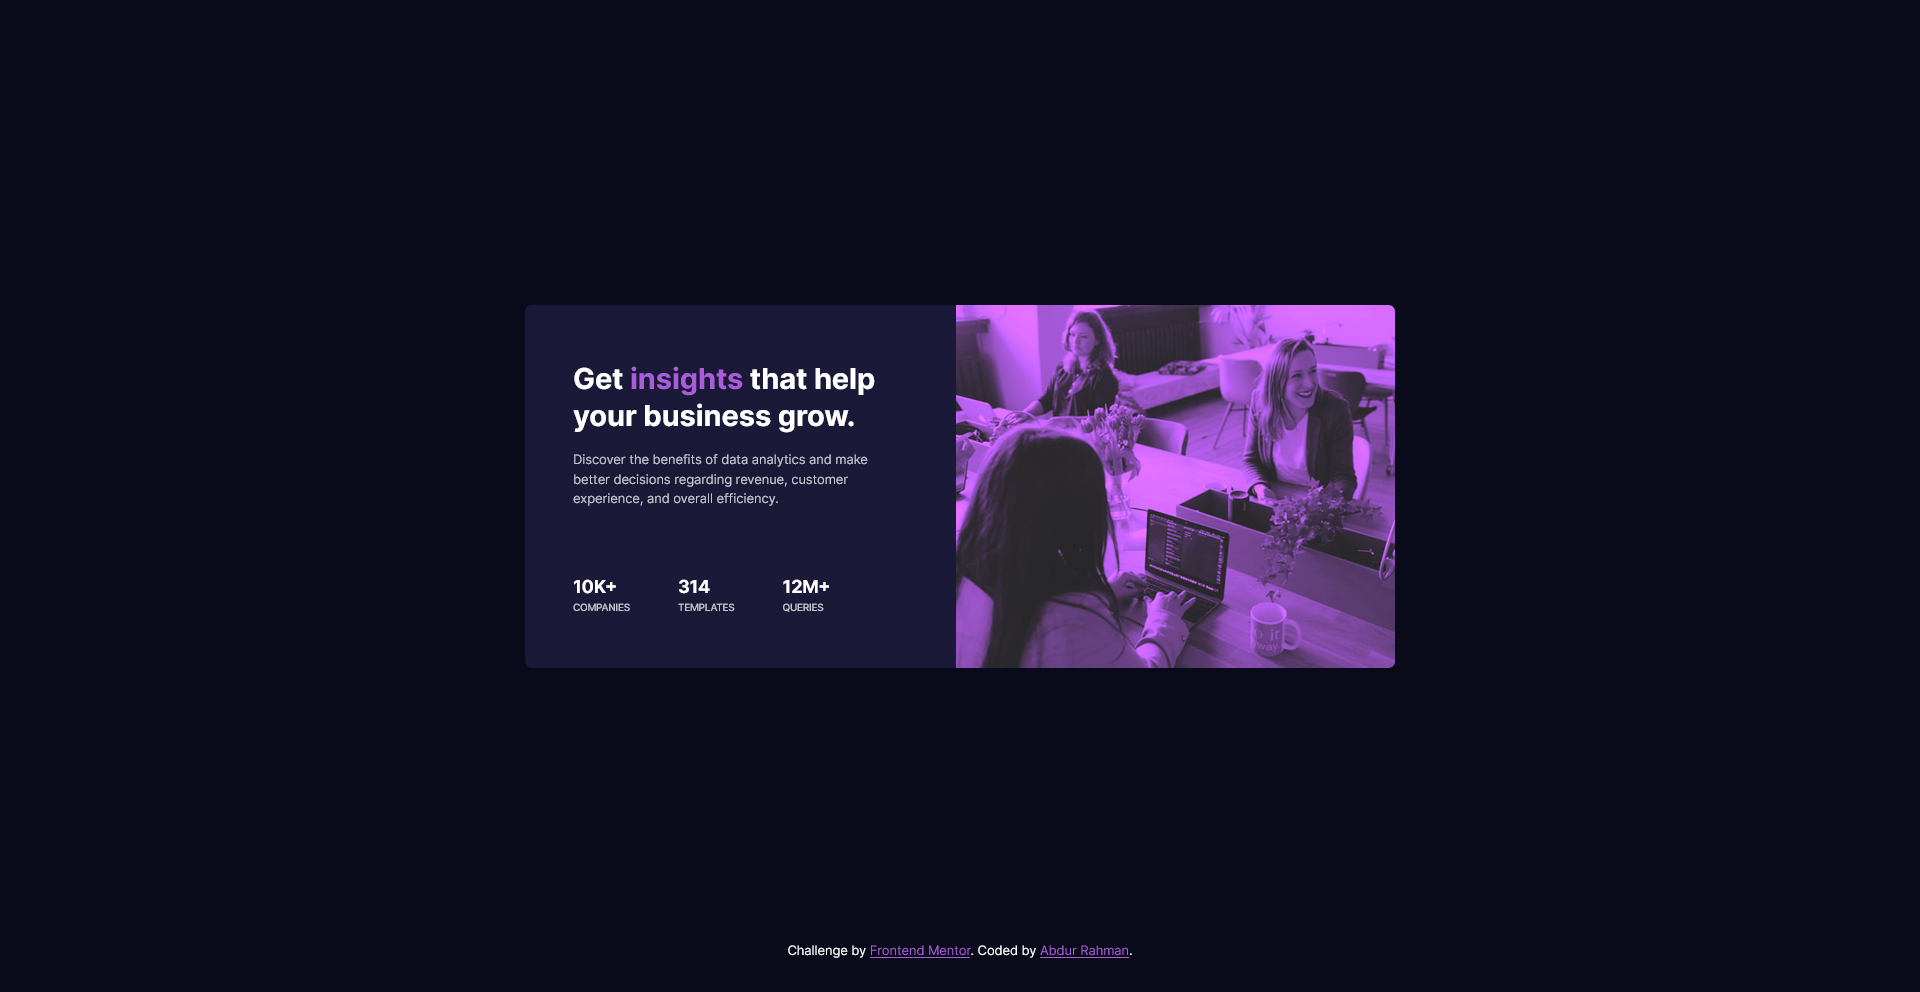 Get insights that help
your business grow.
Discover the benefits of data analytics and make
better decisions regarding revenue, customer
experience, and overall efficiency.
10K+ 314 12M+
COMPANIES TEMPLATES QUERIES
Challenge by Frontend Mentor. Coded by Abdur Rahman.